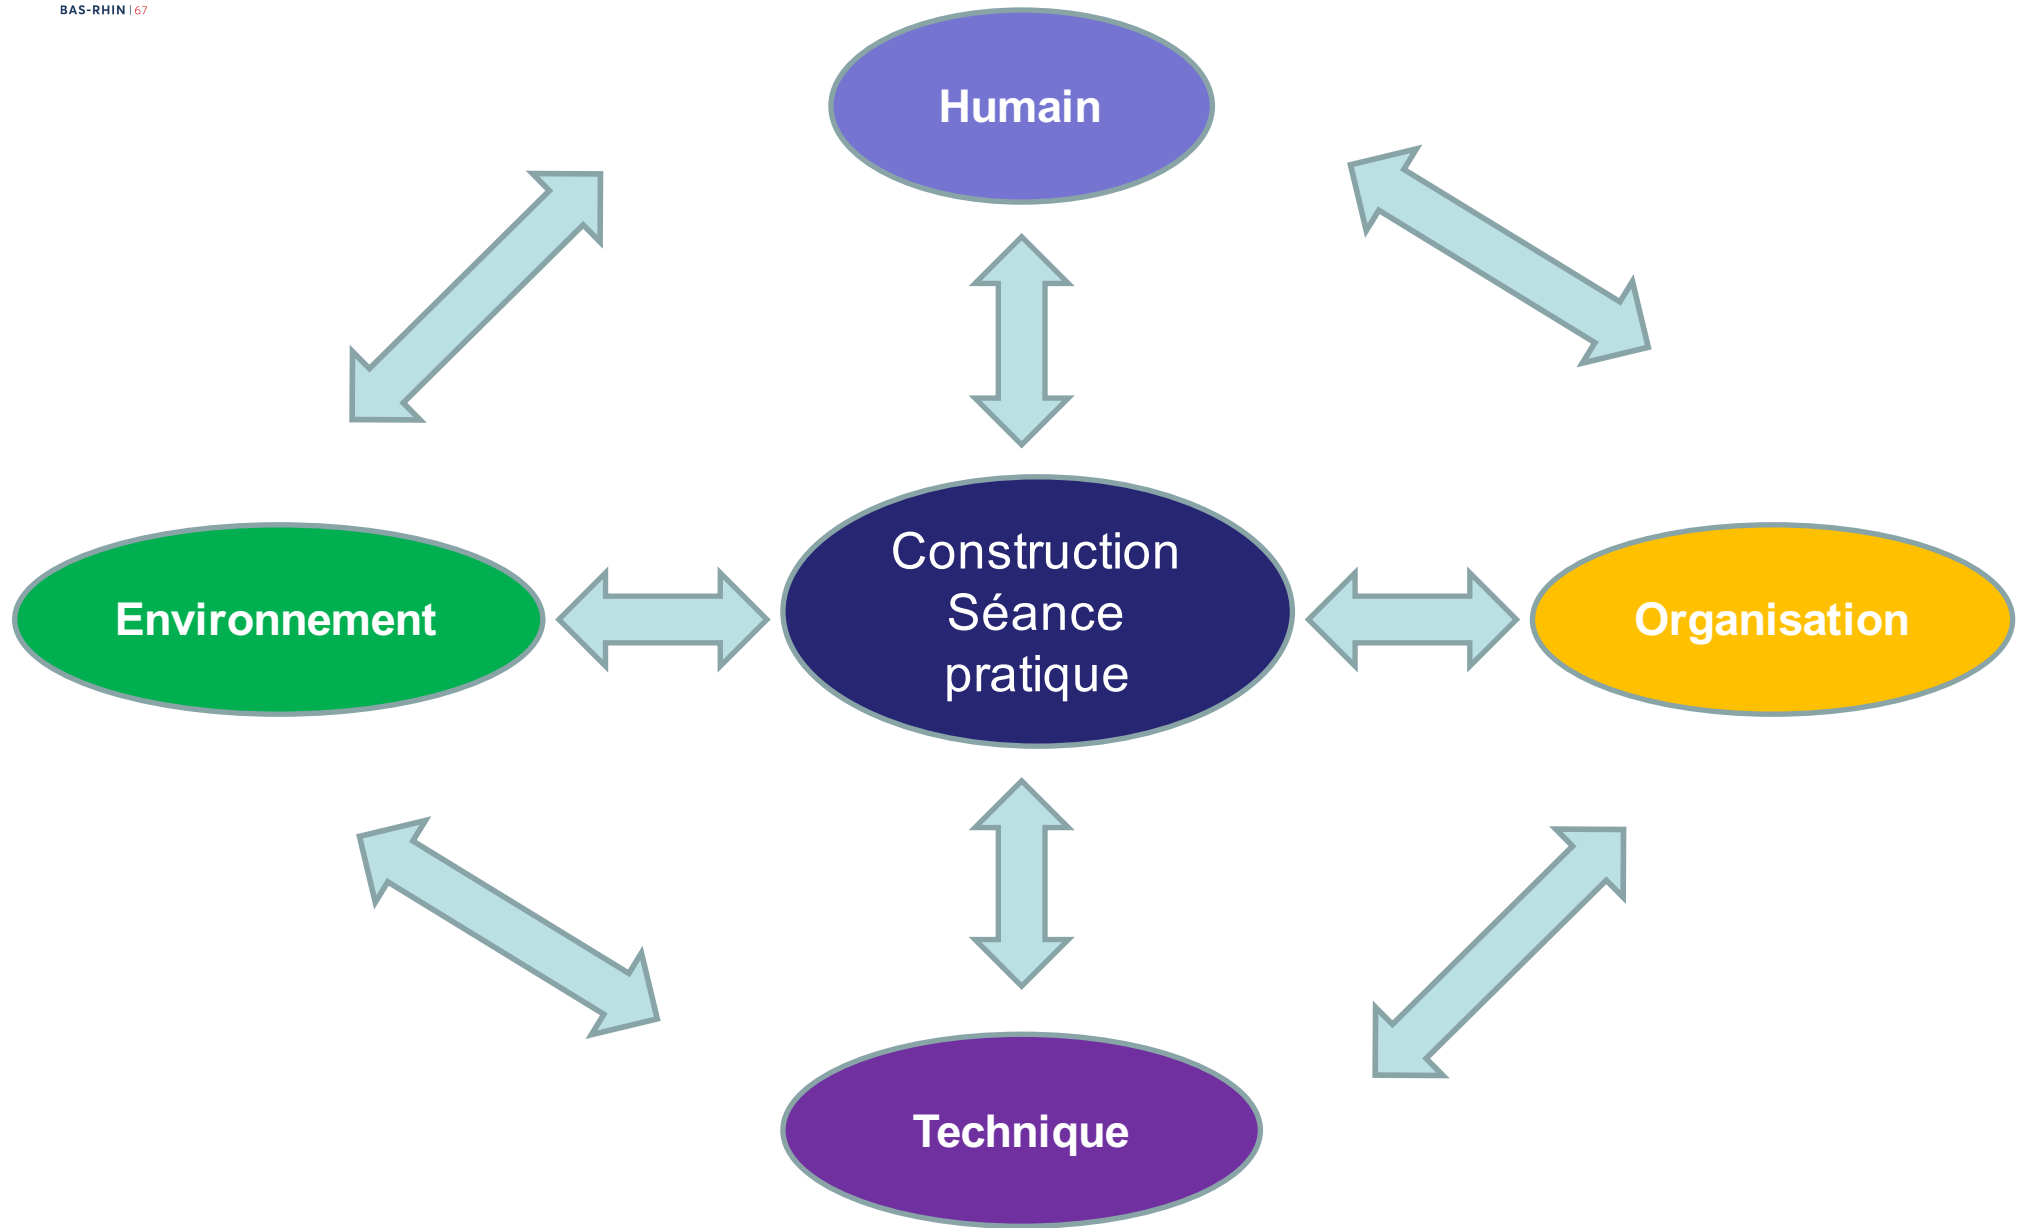 BAS-RHIN | 67
Humain
Construction
Séance
pratique
Environnement
Organisation
Technique